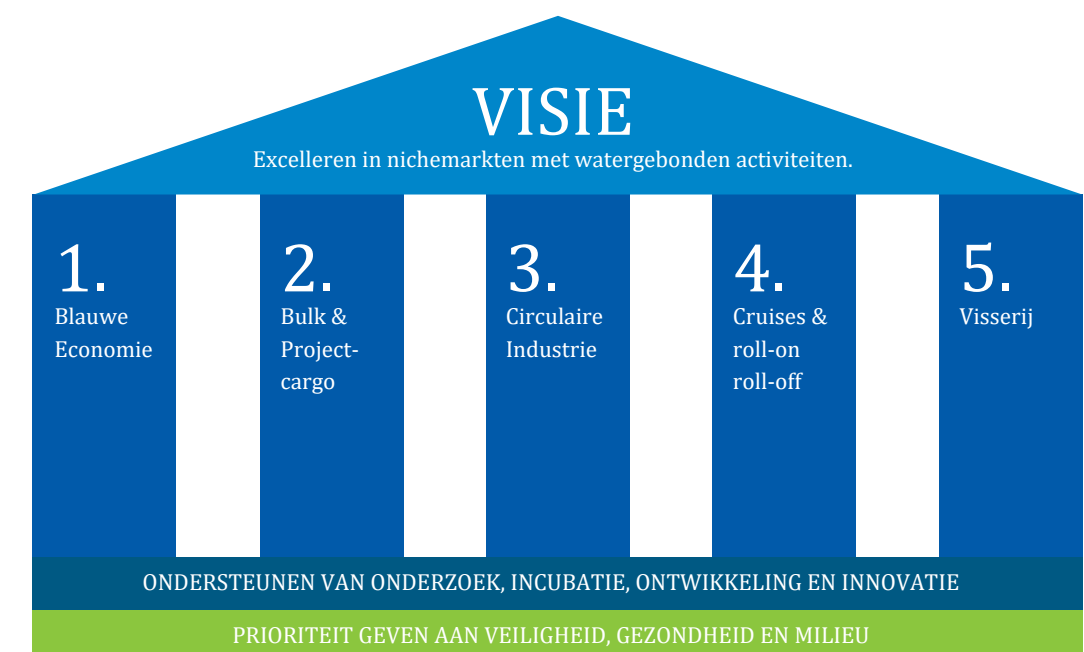 VISIE
Excelleren in nichemarkten met watergebonden activiteiten.
1.
Blauwe
Economie
2.
Bulk &
Project-
cargo
3.
Circulaire
Industrie
4.
Cruises &
roll-on
roll-off
5.
Visserij
ONDERSTEUNEN VAN ONDERZOEK, INCUBATIE, ONTWIKKELING EN INNOVATIE
PRIORITEIT GEVEN AAN VEILIGHEID, GEZONDHEID EN MILIEU